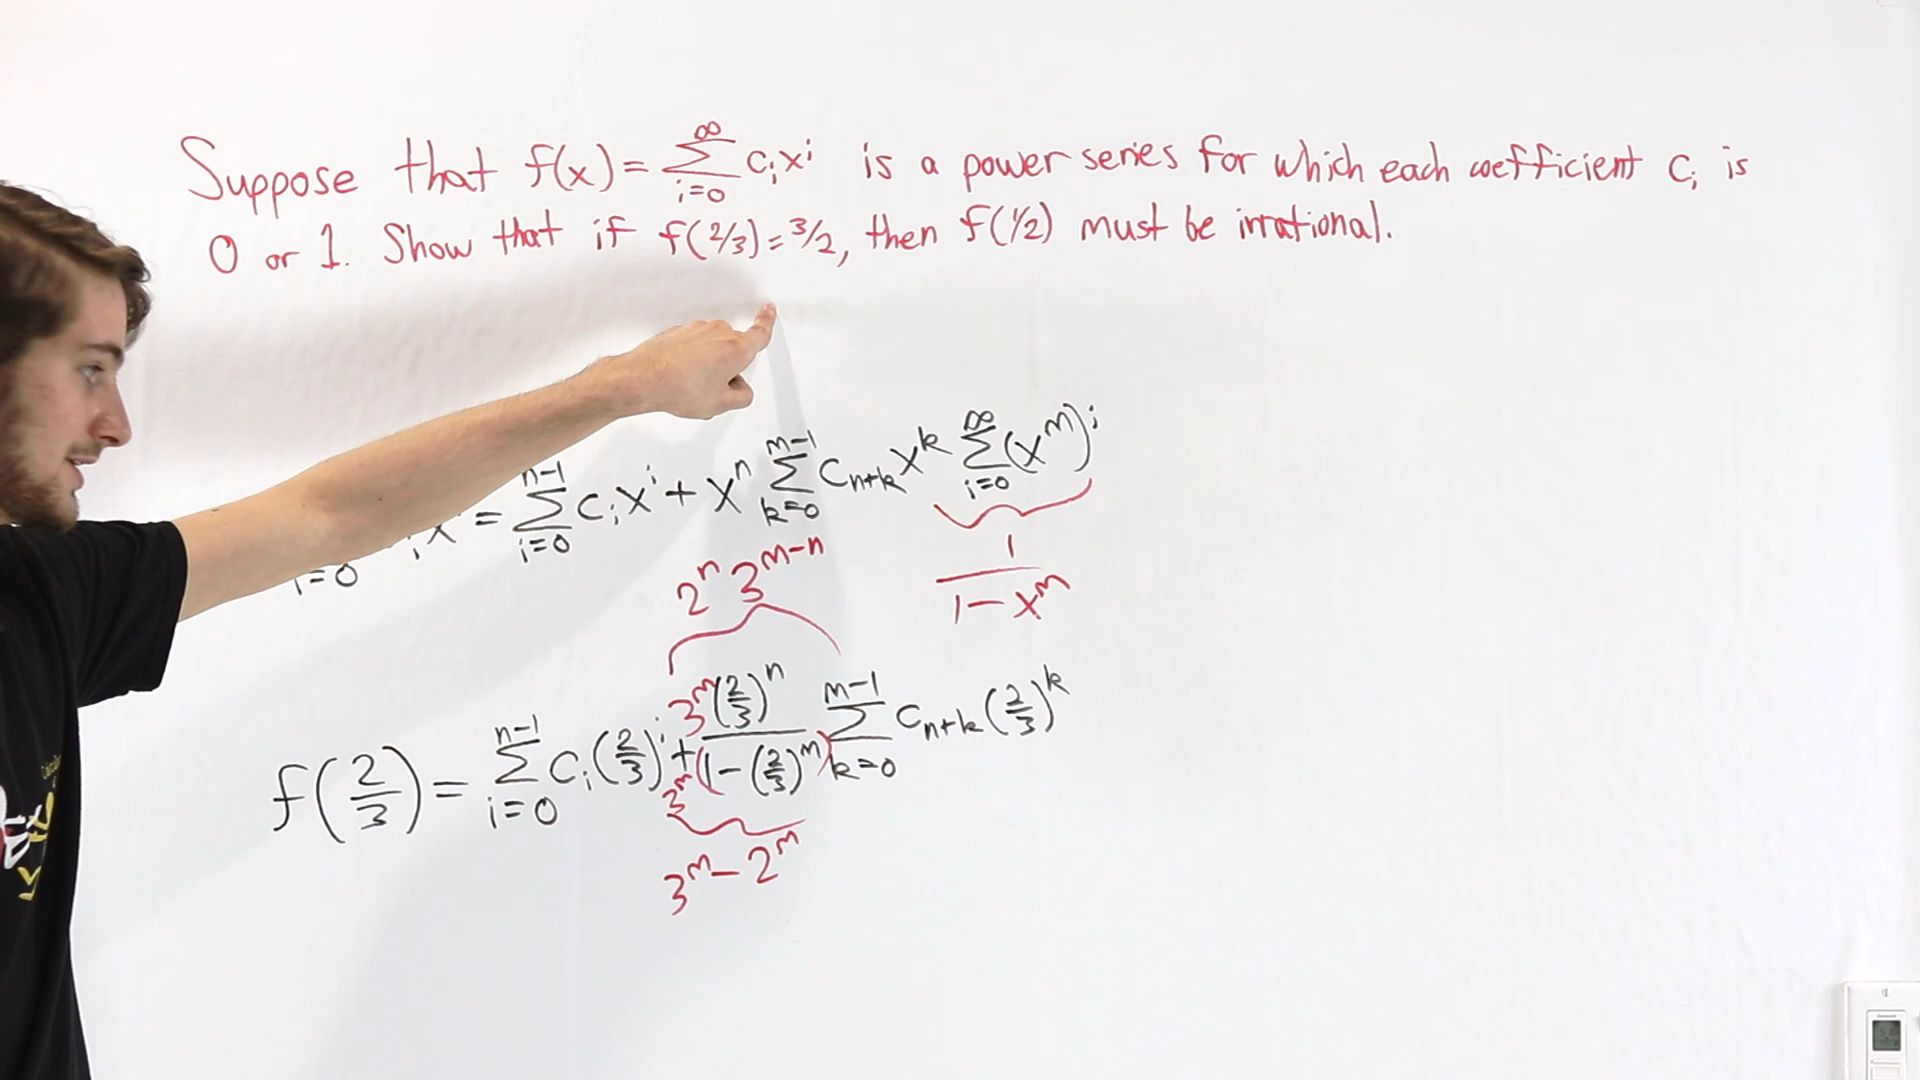 Suppose that f(x) = ∑_{i=0}^{∞} c_i x^i is a power series for which each coefficient c_i is
0 or 1. Show that if f(2/3) = 3/2, then f(1/2) must be irrational.
i=0 _i x = ∑_{i=0}^{n-1} c_i x^i + x^n ∑_{k=0}^{m-1} c_{n+k} x^k ∑_{i=0}^{∞} (x^m)^i
1/(1-x^m)
2^n 3^{m-n}
f(2/3) = ∑_{i=0}^{n-1} c_i (2/3)^i + 3^m (2/3)^n / 3^m (1-(2/3)^m) ∑_{k=0}^{m-1} c_{n+k} (2/3)^k
3^m - 2^m